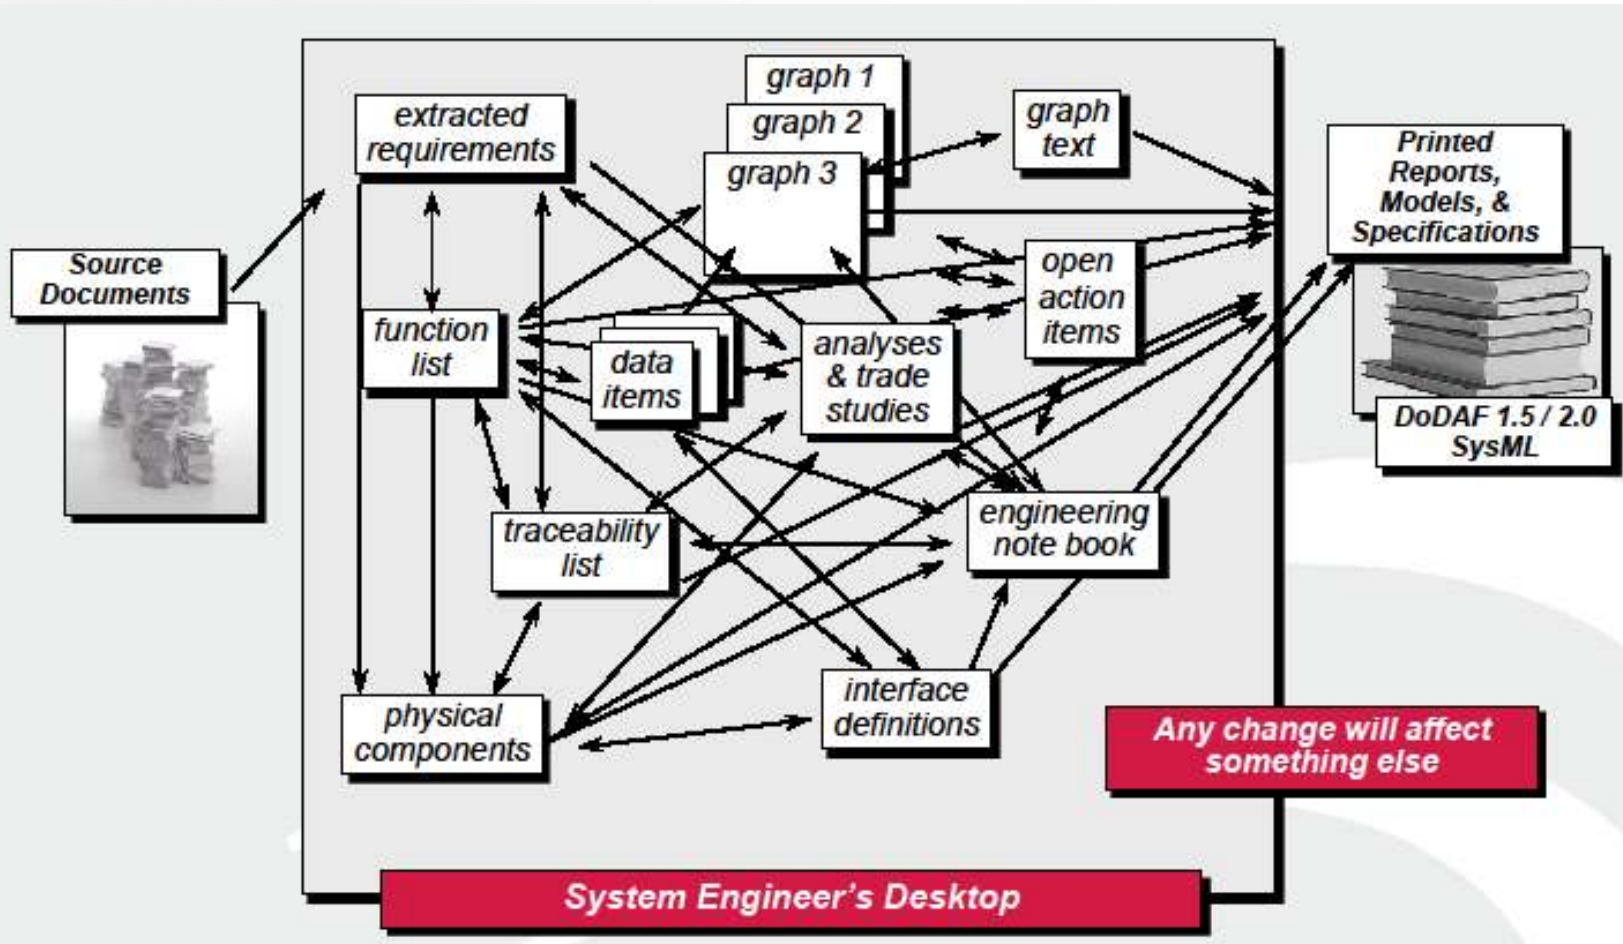 graph 1
graph 2
graph 3
extracted
requirements
graph
text
Printed
Reports,
Models, &
Specifications
Source
Documents
open
action
items
function
list
data
items
analyses
& trade
studies
DoDAF 1.5 / 2.0
SysML
traceability
list
engineering
note book
physical
components
interface
definitions
Any change will affect
something else
System Engineer's Desktop